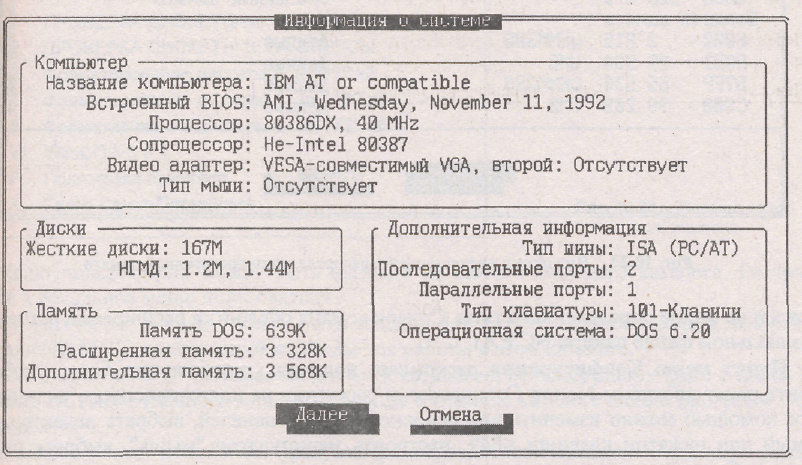 Информация о системе
Компьютер
Название компьютера: IBM AT or compatible
Встроенный BIOS: AMI, Wednesday, November 11, 1992
Процессор: 80386DX, 40 MHz
Сопроцессор: Не-Intel 80387
Видео адаптер: VESA-совместимый VGA, второй: Отсутствует
Тип мыши: Отсутствует
Диски
Жесткие диски: 167M
НГМД: 1.2M, 1.44M
Память
Память DOS: 639K
Расширенная память: 3 328K
Дополнительная память: 3 568K
Дополнительная информация
Тип шины: ISA (PC/AT)
Последовательные порты: 2
Параллельные порты: 1
Тип клавиатуры: 101-Клавиши
Операционная система: DOS 6.20
Далее
Отмена